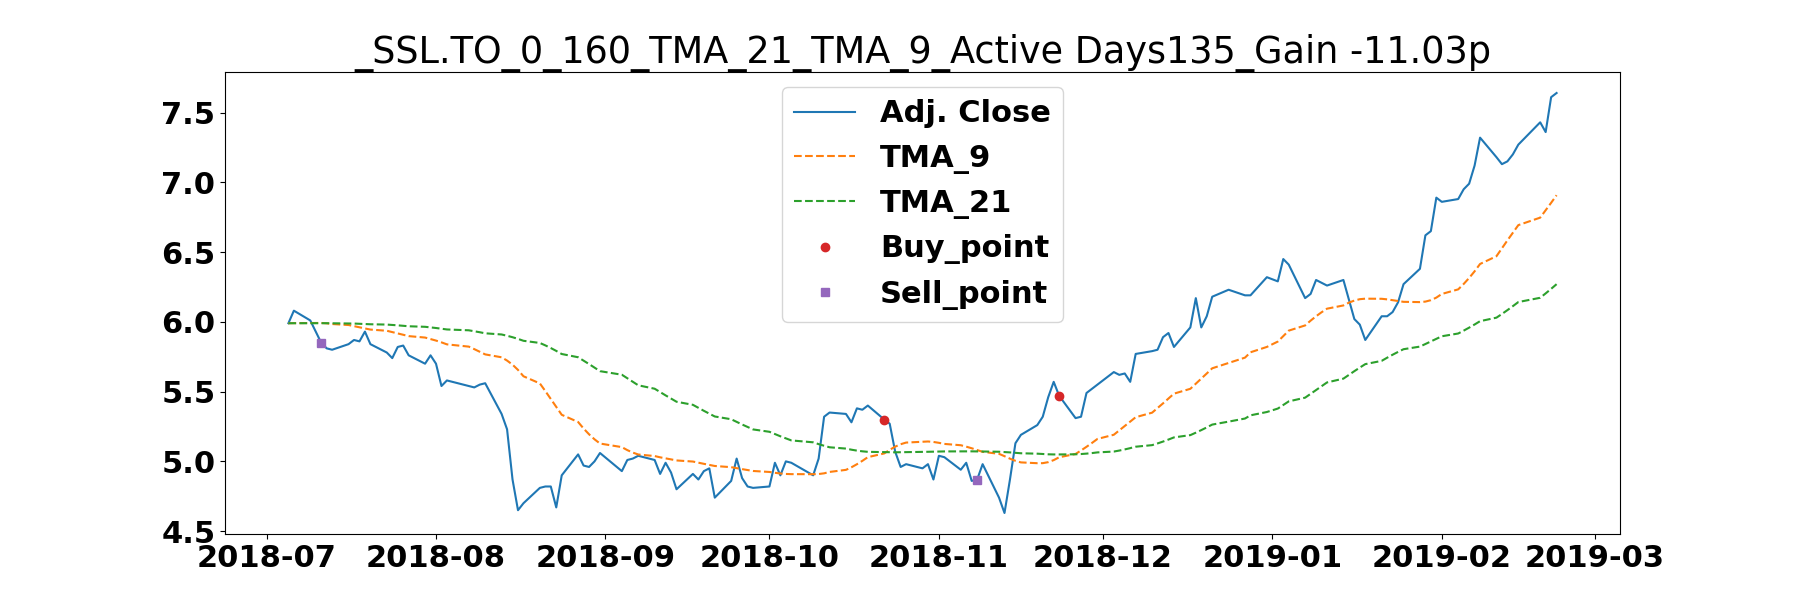 _SSL.TO_0_160_TMA_21_TMA_9_Active Days135_Gain -11.03p
7.5
7.0
6.5
6.0
5.5
5.0
4.5
Adj. Close
TMA_9
TMA_21
Buy_point
Sell_point
2018-07 2018-08 2018-09 2018-10 2018-11 2018-12 2019-01 2019-02 2019-03